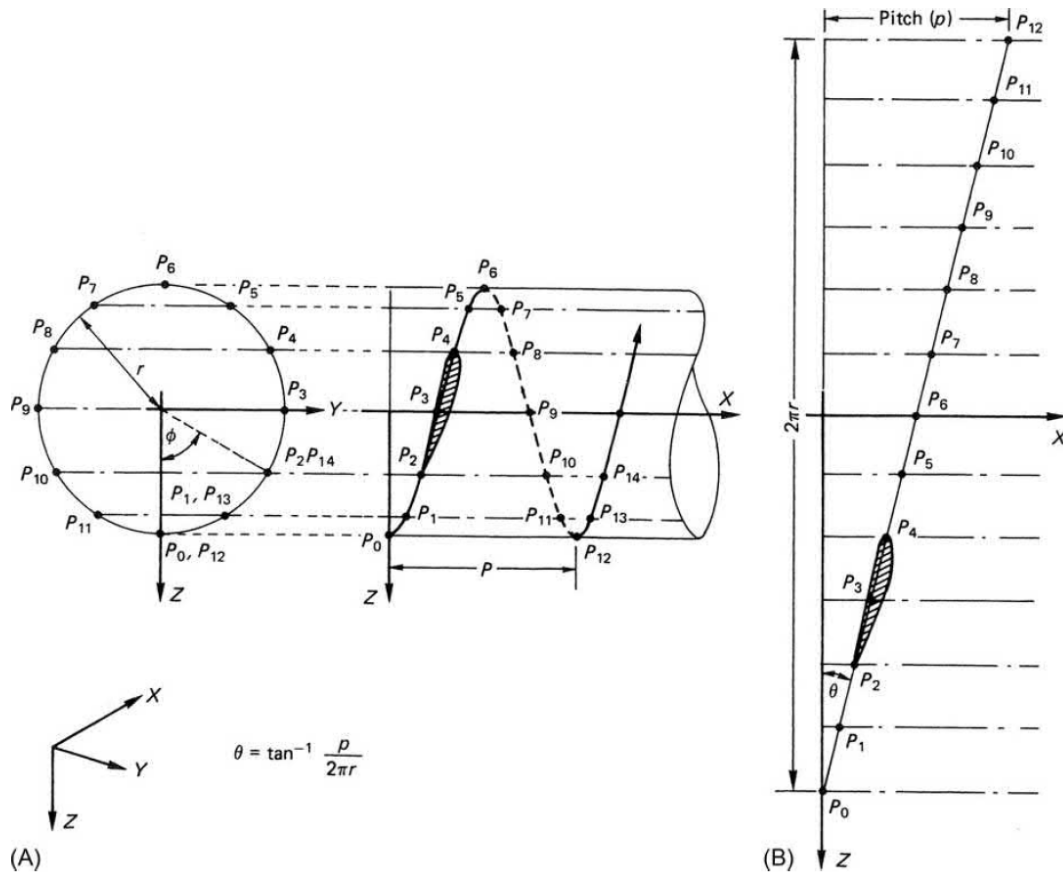 Pitch (p)
P₁₂
P₁₁
P₁₀
P₉
P₈
P₇
P₆
X
P₅
P₄
P₃
P₂
θ
P₁
P₀
Z
2πr
(B)
P₆
P₇
P₅
P₈
P₄
r
P₃
P₉
Y
ϕ
P₂P₁₄
P₁₀
P₁, P₁₃
P₁₁
P₀, P₁₂
Z
P₆
P₅
P₇
P₄
P₈
P₃
X
P₉
P₂
P₁₀
P₁₄
P₁
P₁₁
P₁₃
P₀
P₁₂
P
Z
X
Y
Z
θ = tan⁻¹ p
2πr
(A)